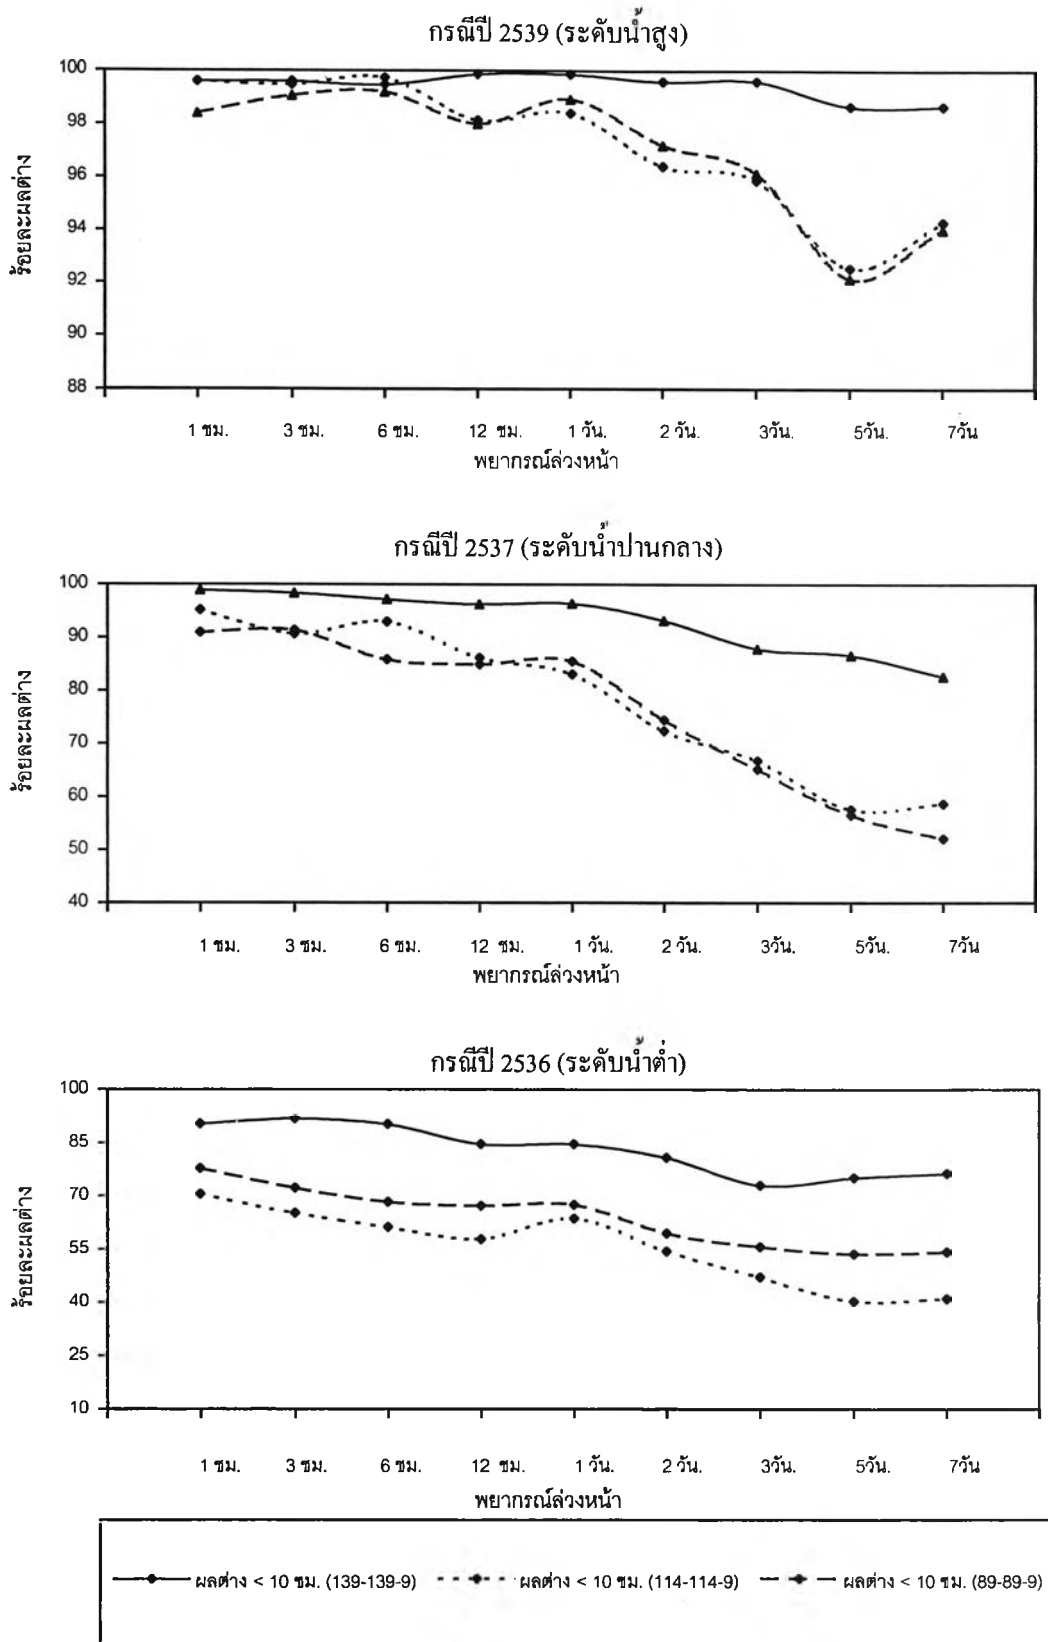 กรณีปี 2539 (ระดับน้ำสูง)
100
98
96
94
92
90
88
ร้อยละผลต่าง
1 ชม. 3 ชม. 6 ชม. 12 ชม. 1 วัน. 2 วัน. 3วัน. 5วัน. 7วัน
พยากรณ์ล่วงหน้า
กรณีปี 2537 (ระดับน้ำปานกลาง)
100
90
80
70
60
50
40
ร้อยละผลต่าง
1 ชม. 3 ชม. 6 ชม. 12 ชม. 1 วัน. 2 วัน. 3วัน. 5วัน. 7วัน
พยากรณ์ล่วงหน้า
กรณีปี 2536 (ระดับน้ำต่ำ)
100
85
70
55
40
25
10
ร้อยละผลต่าง
1 ชม. 3 ชม. 6 ชม. 12 ชม. 1 วัน. 2 วัน. 3วัน. 5วัน. 7วัน
พยากรณ์ล่วงหน้า
ผลต่าง < 10 ซม. (139-139-9) ผลต่าง < 10 ซม. (114-114-9) ผลต่าง < 10 ซม. (89-89-9)